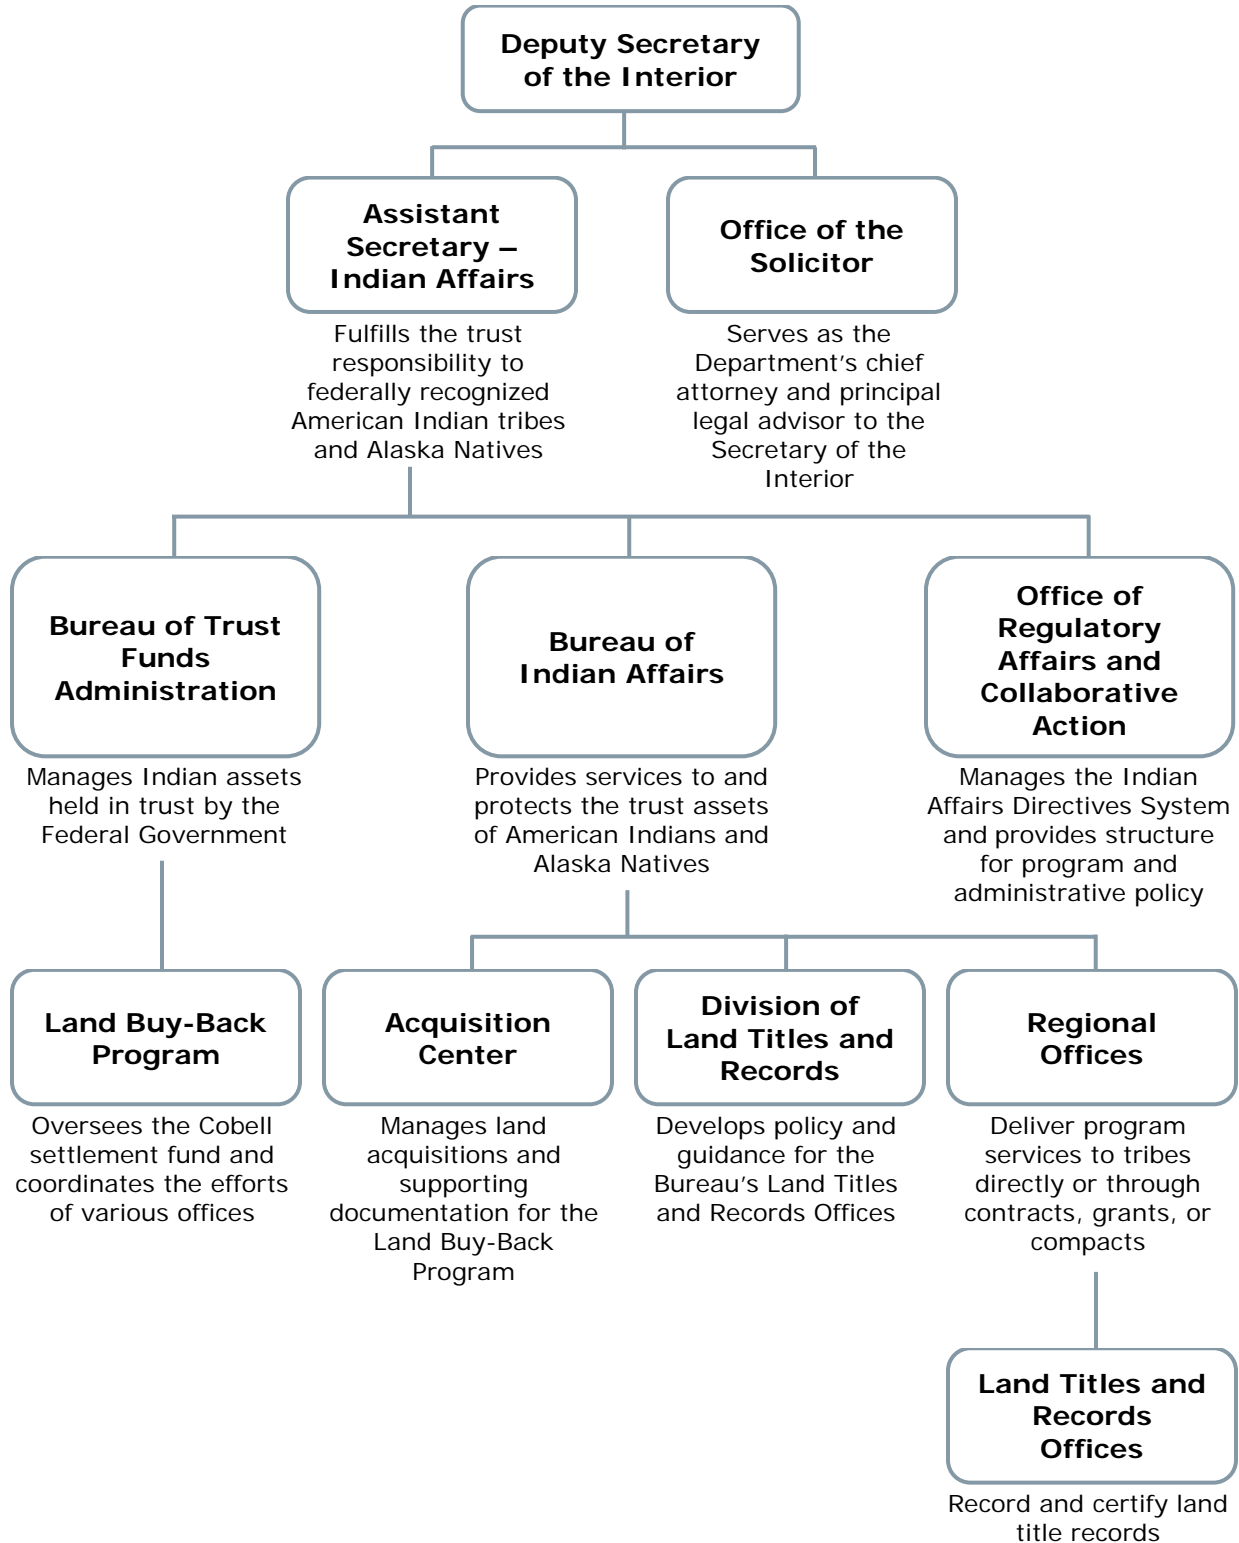 Deputy Secretary
of the Interior
Assistant
Secretary –
Indian Affairs
Fulfills the trust
responsibility to
federally recognized
American Indian tribes
and Alaska Natives
Office of the
Solicitor
Serves as the
Department's chief
attorney and principal
legal advisor to the
Secretary of the
Interior
Bureau of Trust
Funds
Administration
Manages Indian assets
held in trust by the
Federal Government
Bureau of
Indian Affairs
Provides services to and
protects the trust assets
of American Indians and
Alaska Natives
Office of
Regulatory
Affairs and
Collaborative
Action
Manages the Indian
Affairs Directives System
and provides structure
for program and
administrative policy
Land Buy-Back
Program
Oversees the Cobell
settlement fund and
coordinates the efforts
of various offices
Acquisition
Center
Manages land
acquisitions and
supporting
documentation for the
Land Buy-Back
Program
Division of
Land Titles and
Records
Develops policy and
guidance for the
Bureau's Land Titles
and Records Offices
Regional
Offices
Deliver program
services to tribes
directly or through
contracts, grants, or
compacts
Land Titles and
Records
Offices
Record and certify land
title records